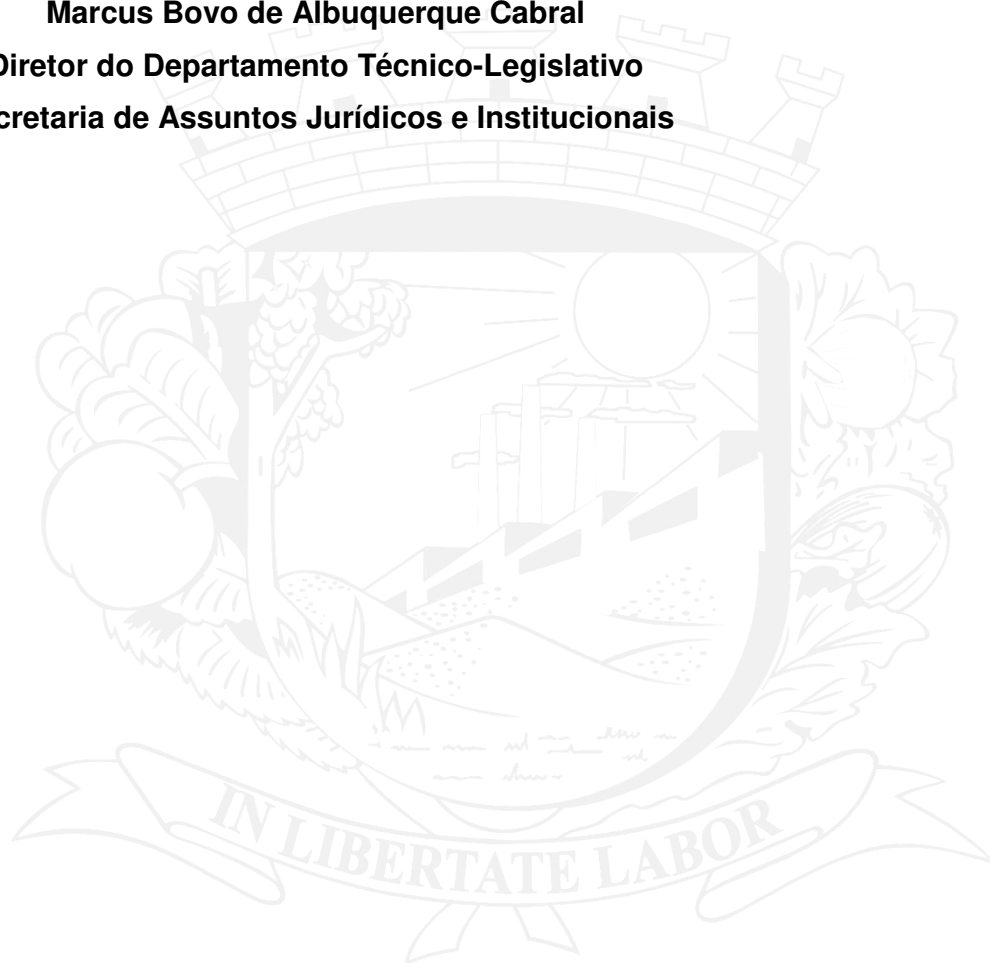 Marcus Bovo de Albuquerque Cabral
Diretor do Departamento Técnico-Legislativo
cretaria de Assuntos Jurídicos e Institucionais
IN LIBERTATE LABOR